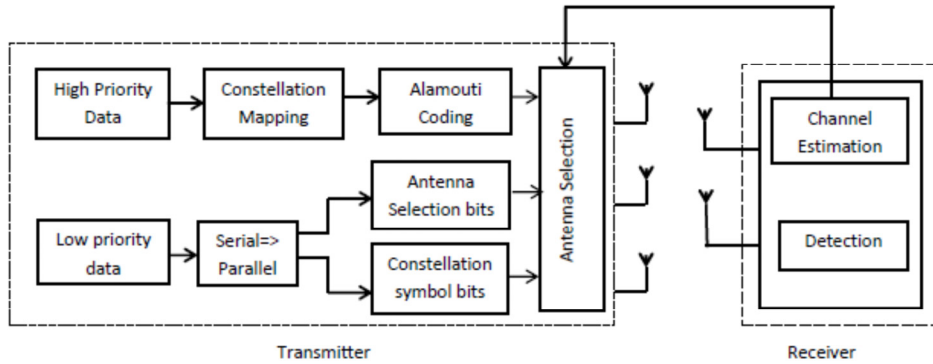 High Priority
Data
Constellation
Mapping
Alamouti
Coding
Low priority
data
Serial=>
Parallel
Antenna
Selection bits
Constellation
symbol bits
Antenna Selection
Channel
Estimation
Detection
Transmitter
Receiver